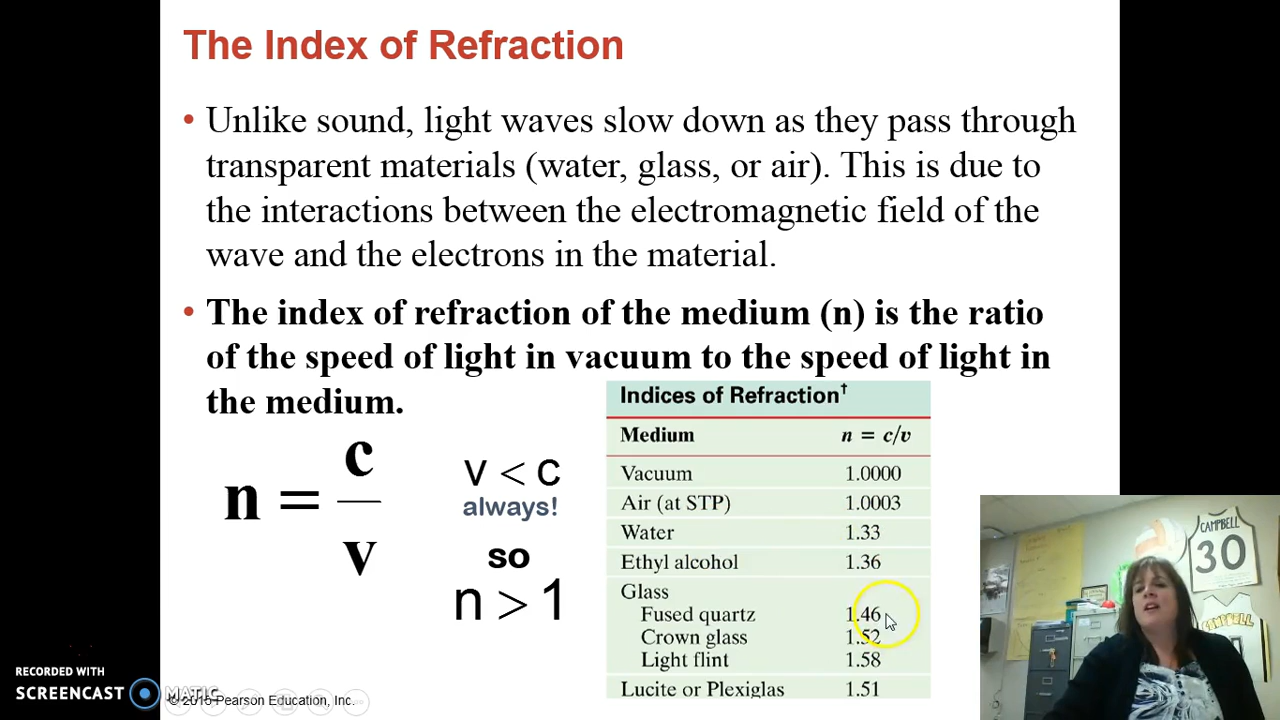 The Index of Refraction
• Unlike sound, light waves slow down as they pass through
transparent materials (water, glass, or air). This is due to
the interactions between the electromagnetic field of the
wave and the electrons in the material.
• The index of refraction of the medium (n) is the ratio
of the speed of light in vacuum to the speed of light in
the medium.
n = c/v
v < c
always!
so
n > 1
Indices of Refraction†
Medium n = c/v
Vacuum 1.0000
Air (at STP) 1.0003
Water 1.33
Ethyl alcohol 1.36
Glass
Fused quartz 1.46
Crown glass 1.52
Light flint 1.58
Lucite or Plexiglas 1.51
CAMPBELL
30
CAMPBELL
RECORDED WITH
SCREENCAST MATIC
© 2015 Pearson Education, Inc.